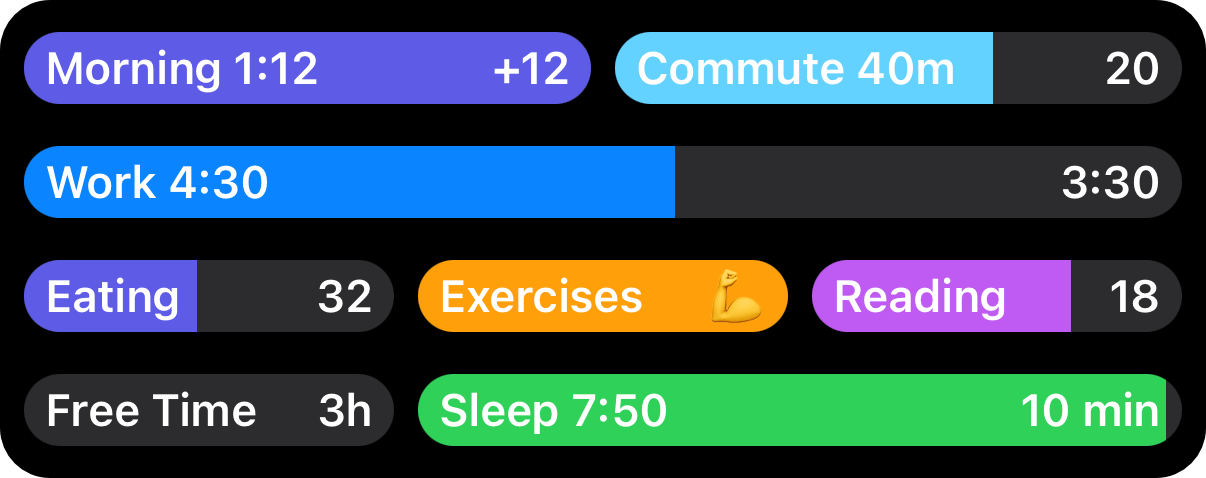 Morning 1:12 +12 Commute 40m 20
Work 4:30 3:30
Eating 32 Exercises 💪 Reading 18
Free Time 3h Sleep 7:50 10 min